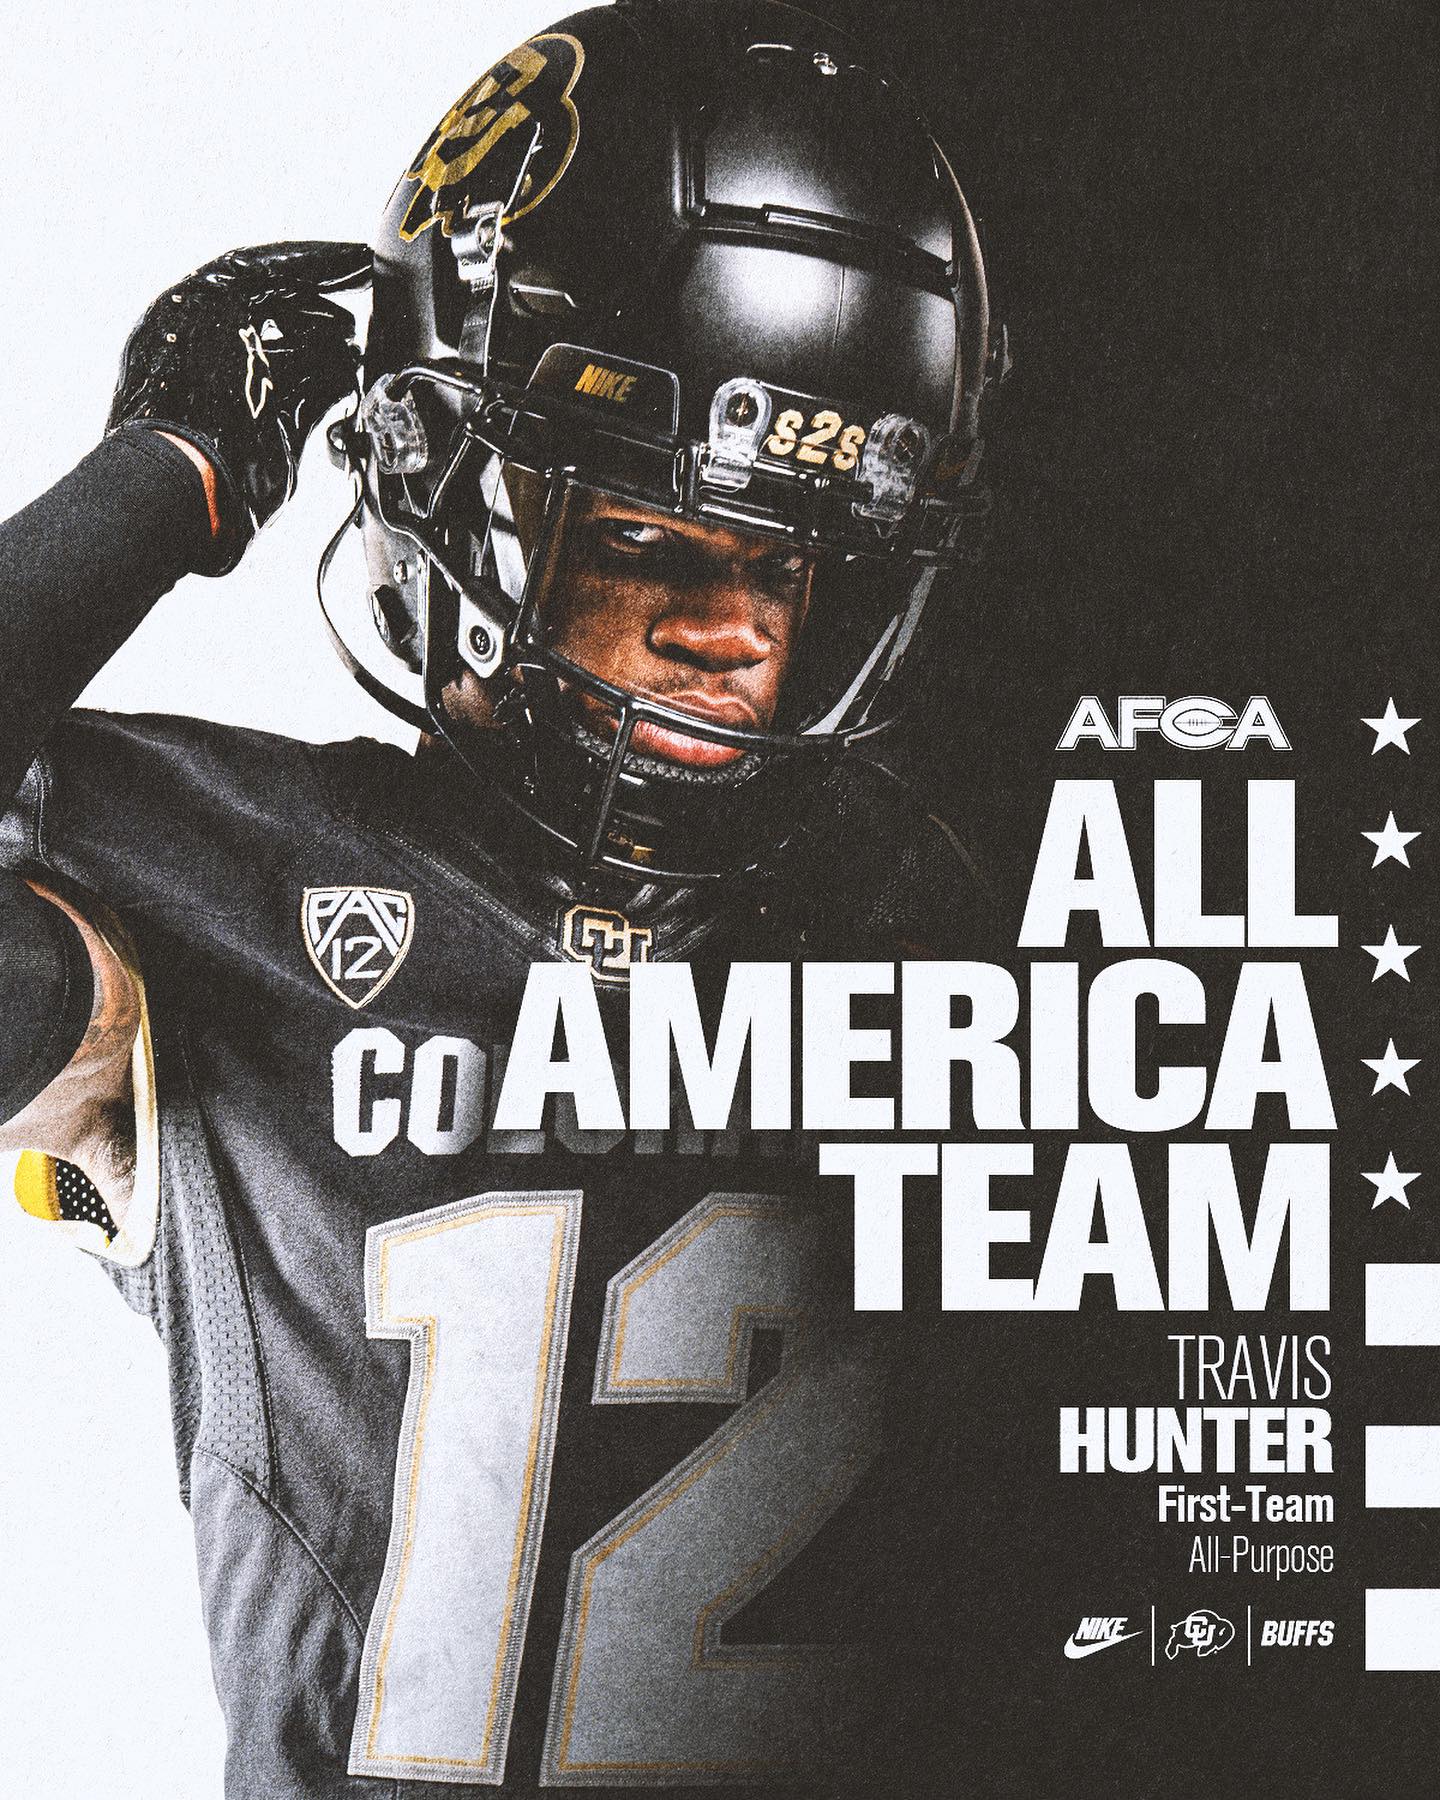 NIKE
s2s
AFCA
ALL
PAC
12
CU
AMERICA
CO
TEAM
12
TRAVIS
HUNTER
First-Team
All-Purpose
NIKE | CU | BUFFS